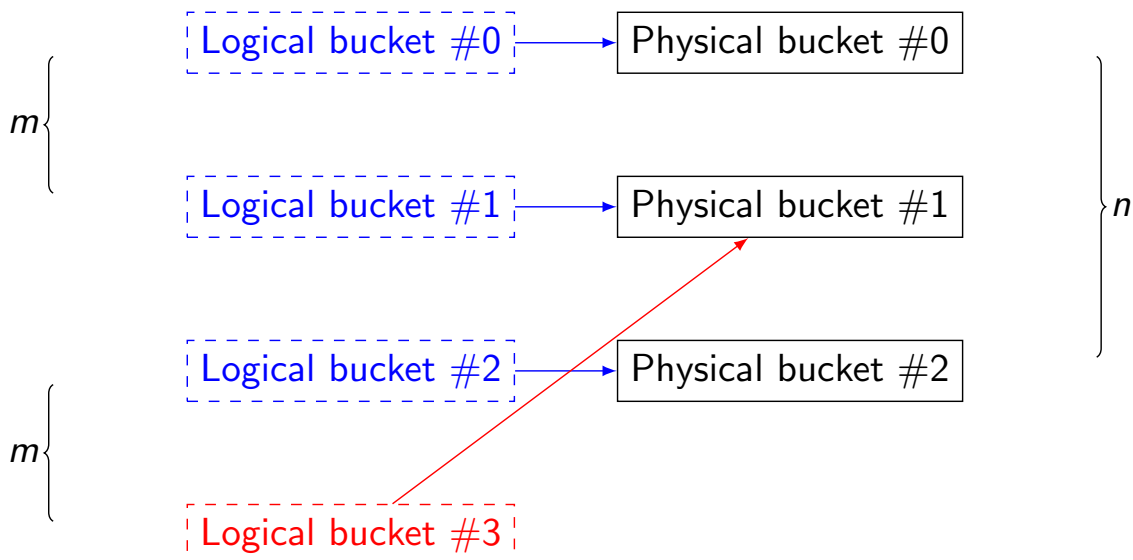 Logical bucket #0 Physical bucket #0
m
Logical bucket #1 Physical bucket #1
n
Logical bucket #2 Physical bucket #2
m
Logical bucket #3